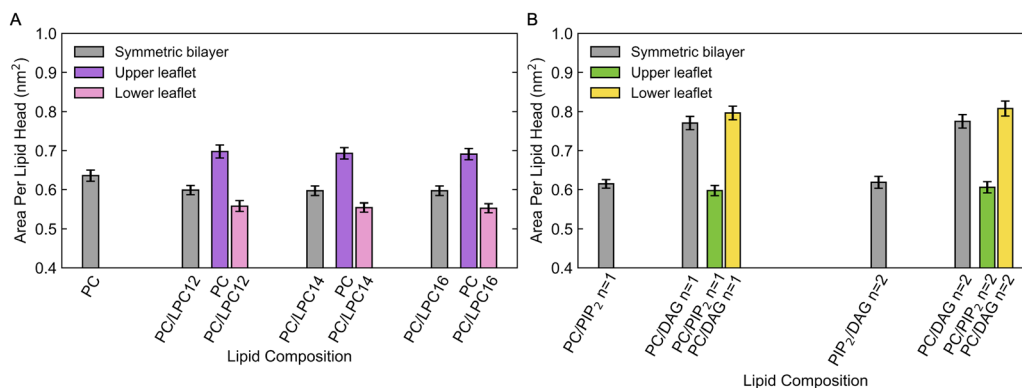 A
Area Per Lipid Head (nm²)
1.0
0.9
0.8
0.7
0.6
0.5
0.4
Symmetric bilayer
Upper leaflet
Lower leaflet
PC
PC/LPC12
PC
PC/LPC12
PC/LPC14
PC
PC/LPC14
PC/LPC16
PC
PC/LPC16
Lipid Composition
B
Area Per Lipid Head (nm²)
1.0
0.9
0.8
0.7
0.6
0.5
0.4
Symmetric bilayer
Upper leaflet
Lower leaflet
PC/PIP₂ n=1
PC/DAG n=1
PC/PIP₂ n=1
PC/DAG n=1
PIP₂/DAG n=2
PC/DAG n=2
PC/PIP₂ n=2
PC/DAG n=2
Lipid Composition